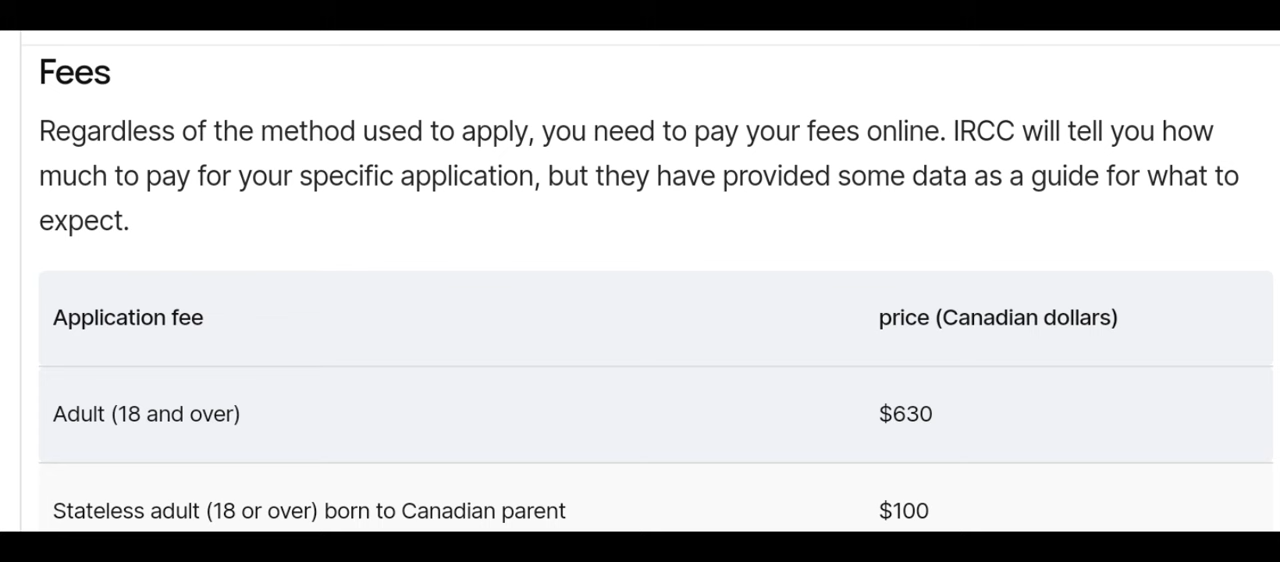 Fees
Regardless of the method used to apply, you need to pay your fees online. IRCC will tell you how
much to pay for your specific application, but they have provided some data as a guide for what to
expect.
Application fee price (Canadian dollars)
Adult (18 and over) $630
Stateless adult (18 or over) born to Canadian parent $100